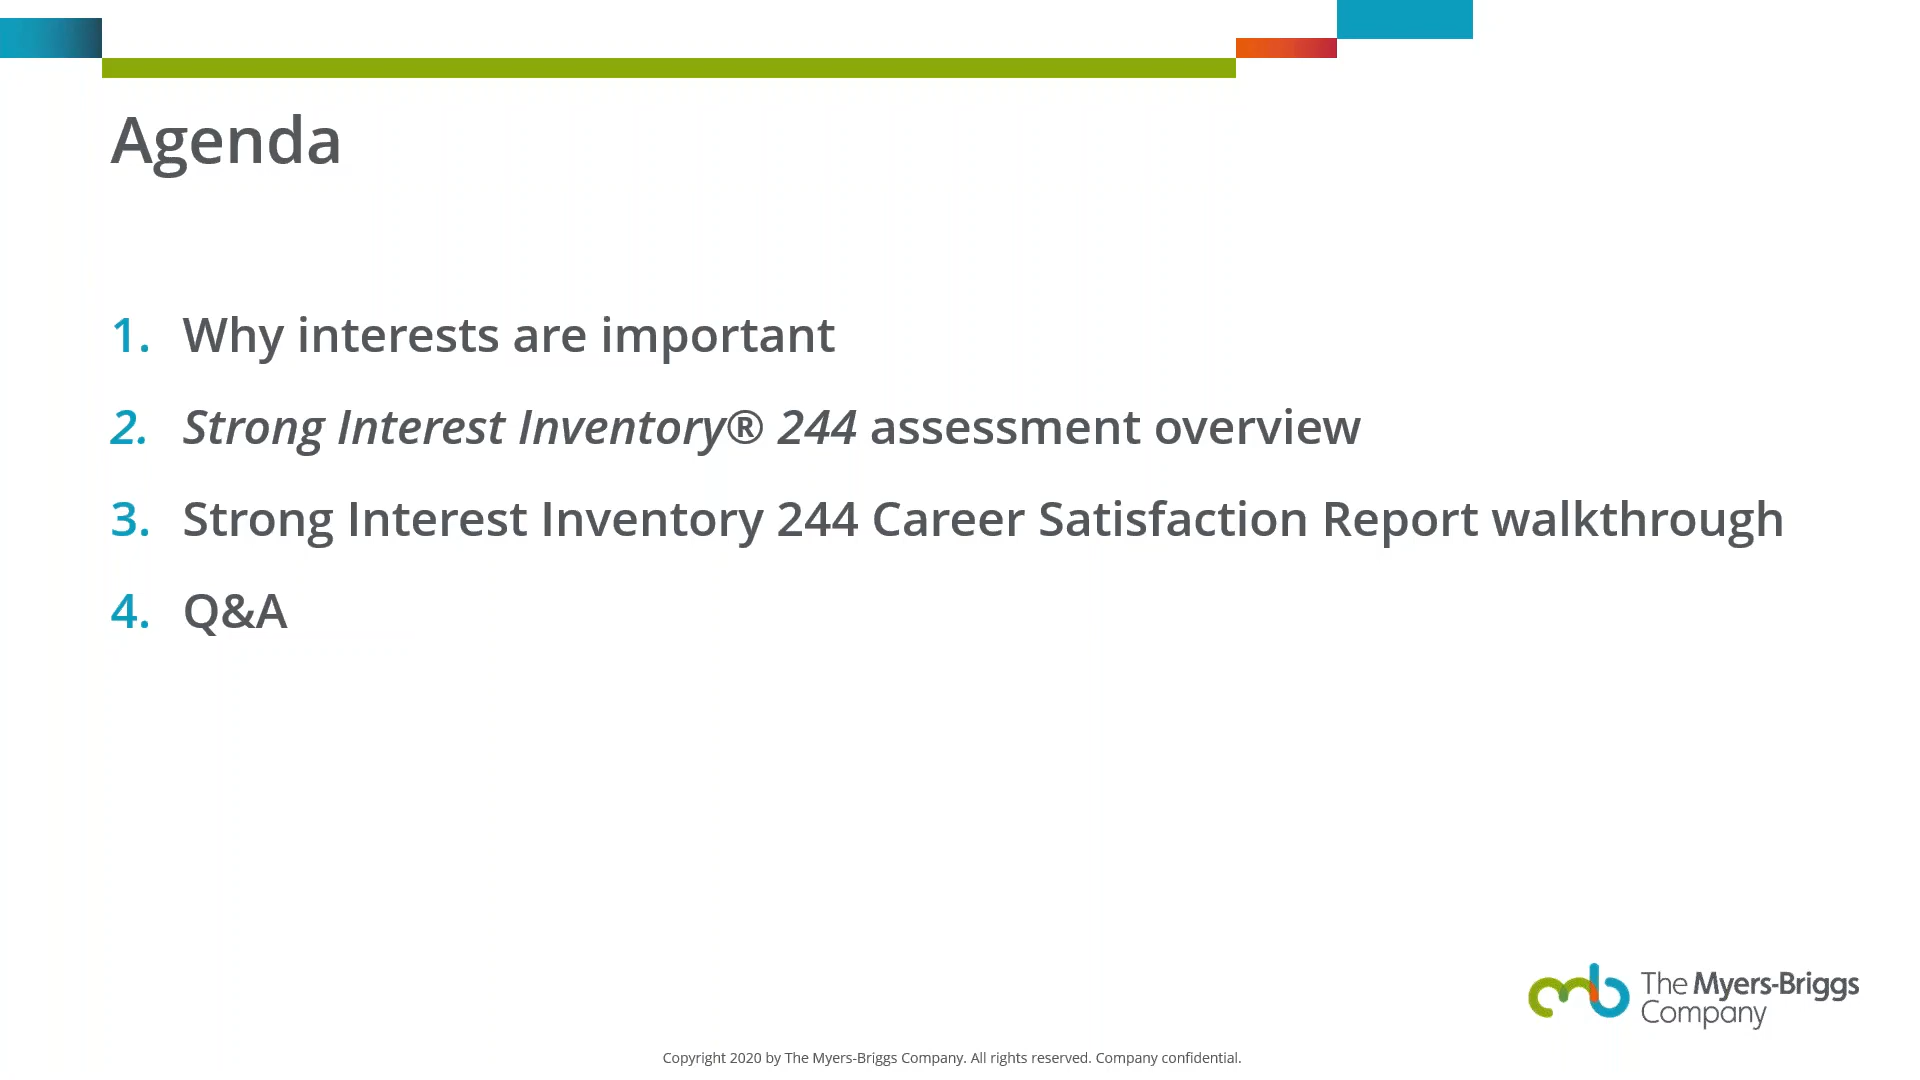 Agenda
1. Why interests are important
2. Strong Interest Inventory® 244 assessment overview
3. Strong Interest Inventory 244 Career Satisfaction Report walkthrough
4. Q&A
The Myers-Briggs
Company
Copyright 2020 by The Myers-Briggs Company. All rights reserved. Company confidential.